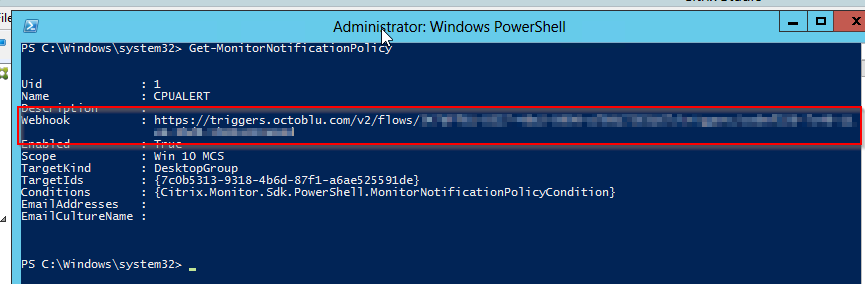 Administrator: Windows PowerShell
PS C:\Windows\system32> Get-MonitorNotificationPolicy
Uid : 1
Name : CPUALERT
Description :
Webhook : https://triggers.octoblu.com/v2/flows/
Enabled : True
Scope : Win 10 MCS
TargetKind : DesktopGroup
TargetIds : {7c0b5313-9318-4b6d-87f1-a6ae525591de}
Conditions : {Citrix.Monitor.Sdk.PowerShell.MonitorNotificationPolicyCondition}
EmailAddresses :
EmailCultureName :
PS C:\Windows\system32>